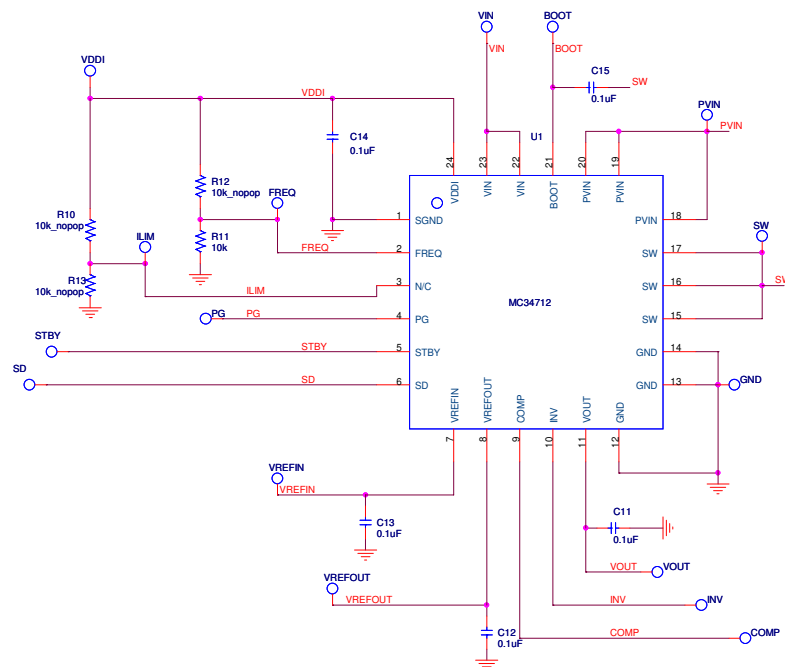 VIN
BOOT
VIN
BOOT
VDDI
C15
SW
0.1uF
PVIN
VDDI
PVIN
U1
C14
0.1uF
24
23
22
21
20
19
VDDI
VIN
VIN
BOOT
PVIN
PVIN
R12
10k_nopop
FREQ
R10
10k_nopop
1
SGND
PVIN
18
SW
ILIM
R11
10k
FREQ
2
FREQ
SW
17
R13
10k_nopop
ILIM
3
N/C
SW
16
SW
MC34712
PG
PG
4
PG
SW
15
STBY
STBY
5
STBY
GND
14
SD
SD
6
SD
GND
13
GND
VREFIN
VREFOUT
COMP
INV
VOUT
GND
7
8
9
10
11
12
VREFIN
VREFIN
C13
0.1uF
C11
0.1uF
VOUT
VOUT
VREFOUT
VREFOUT
INV
INV
C12
0.1uF
COMP
COMP